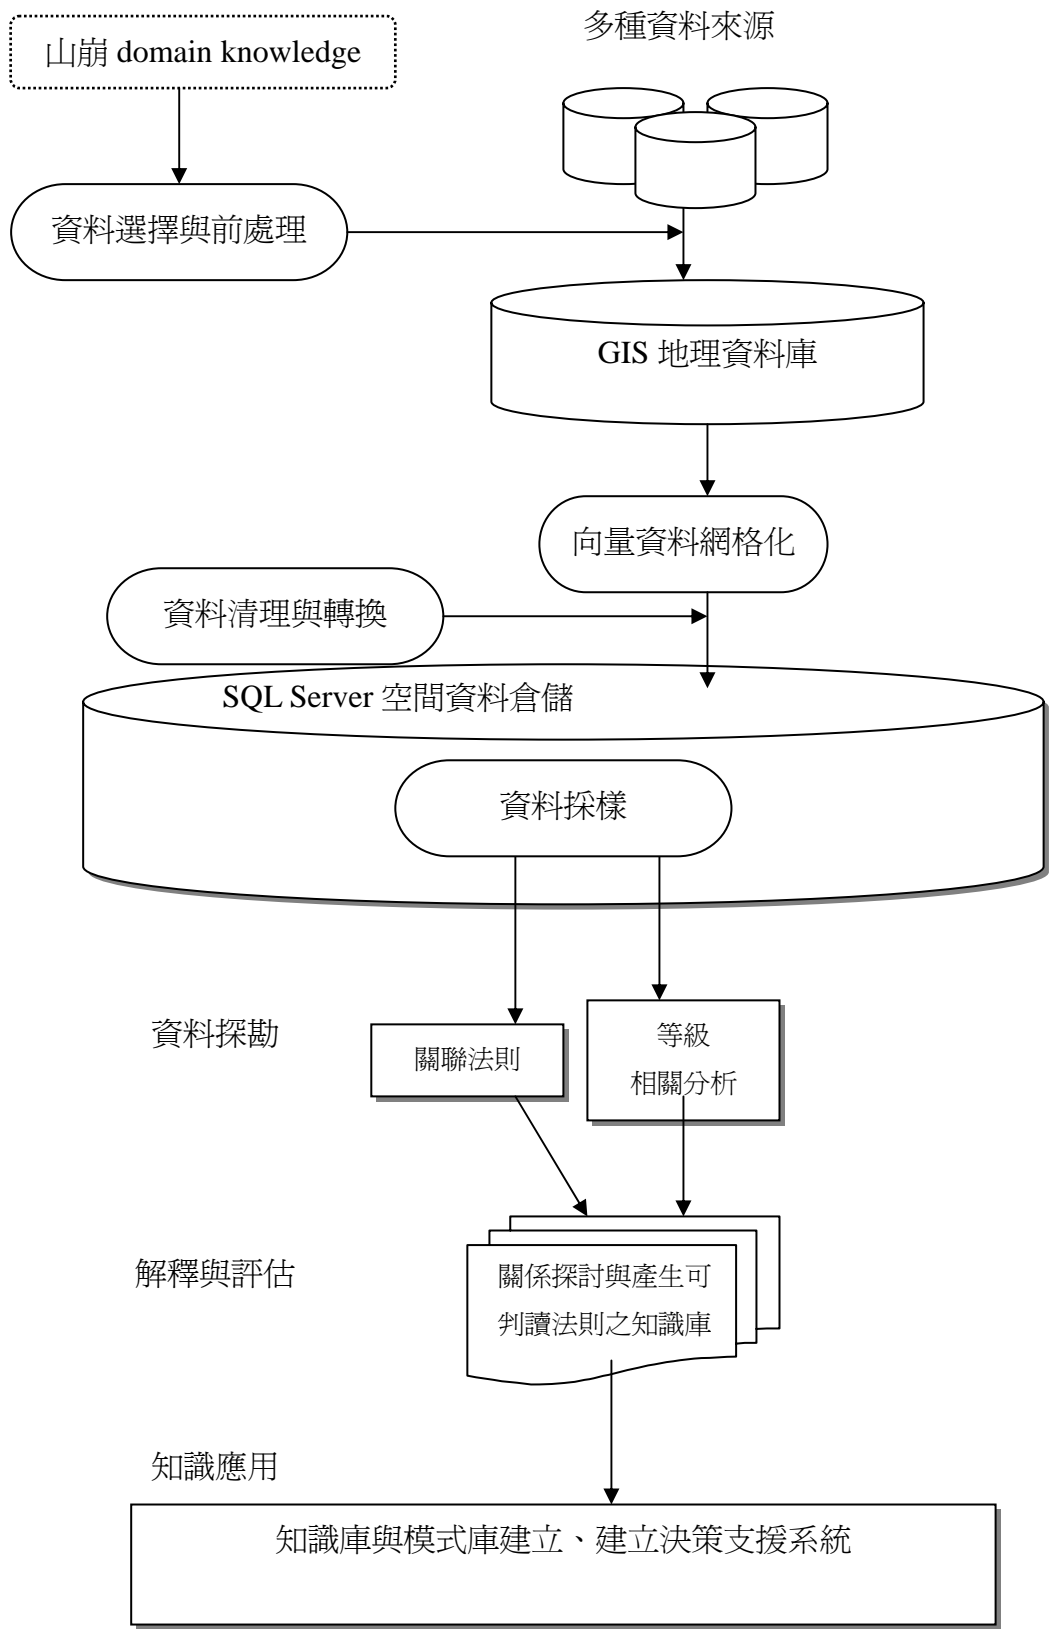 山崩 domain knowledge
多種資料來源
資料選擇與前處理
GIS 地理資料庫
向量資料網格化
資料清理與轉換
SQL Server 空間資料倉儲
資料採樣
資料探勘
關聯法則
等級
相關分析
解釋與評估
關係探討與產生可
判讀法則之知識庫
知識應用
知識庫與模式庫建立、建立決策支援系統